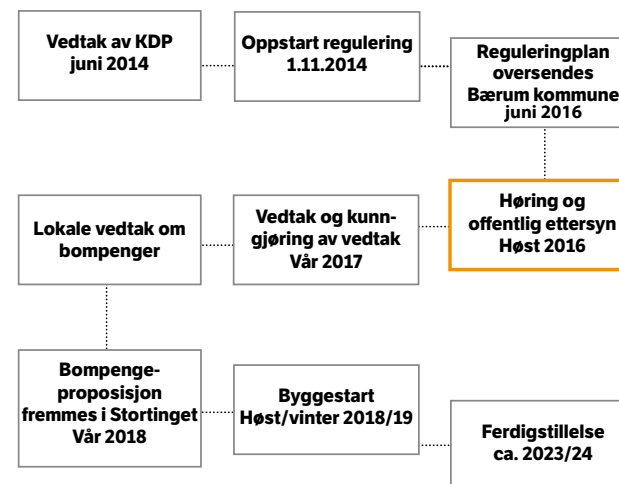 Vedtak av KDP
juni 2014
Oppstart regulering
1.11.2014
Reguleringplan
oversendes
Bærum kommune
juni 2016
Høring og
offentlig ettersyn
Høst 2016
Vedtak og kunn-
gjøring av vedtak
Vår 2017
Lokale vedtak om
bompenger
Bompenge-
proposisjon
fremmes i Stortinget
Vår 2018
Byggestart
Høst/vinter 2018/19
Ferdigstillelse
ca. 2023/24